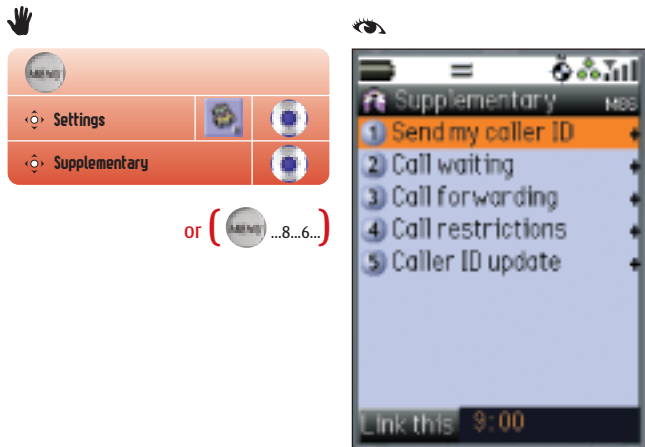 MENU
Settings
Supplementary
or ( MENU ...8...6...)
Supplementary M86
1 Send my caller ID
2 Call waiting
3 Call forwarding
4 Call restrictions
5 Caller ID update
Link this 9:00